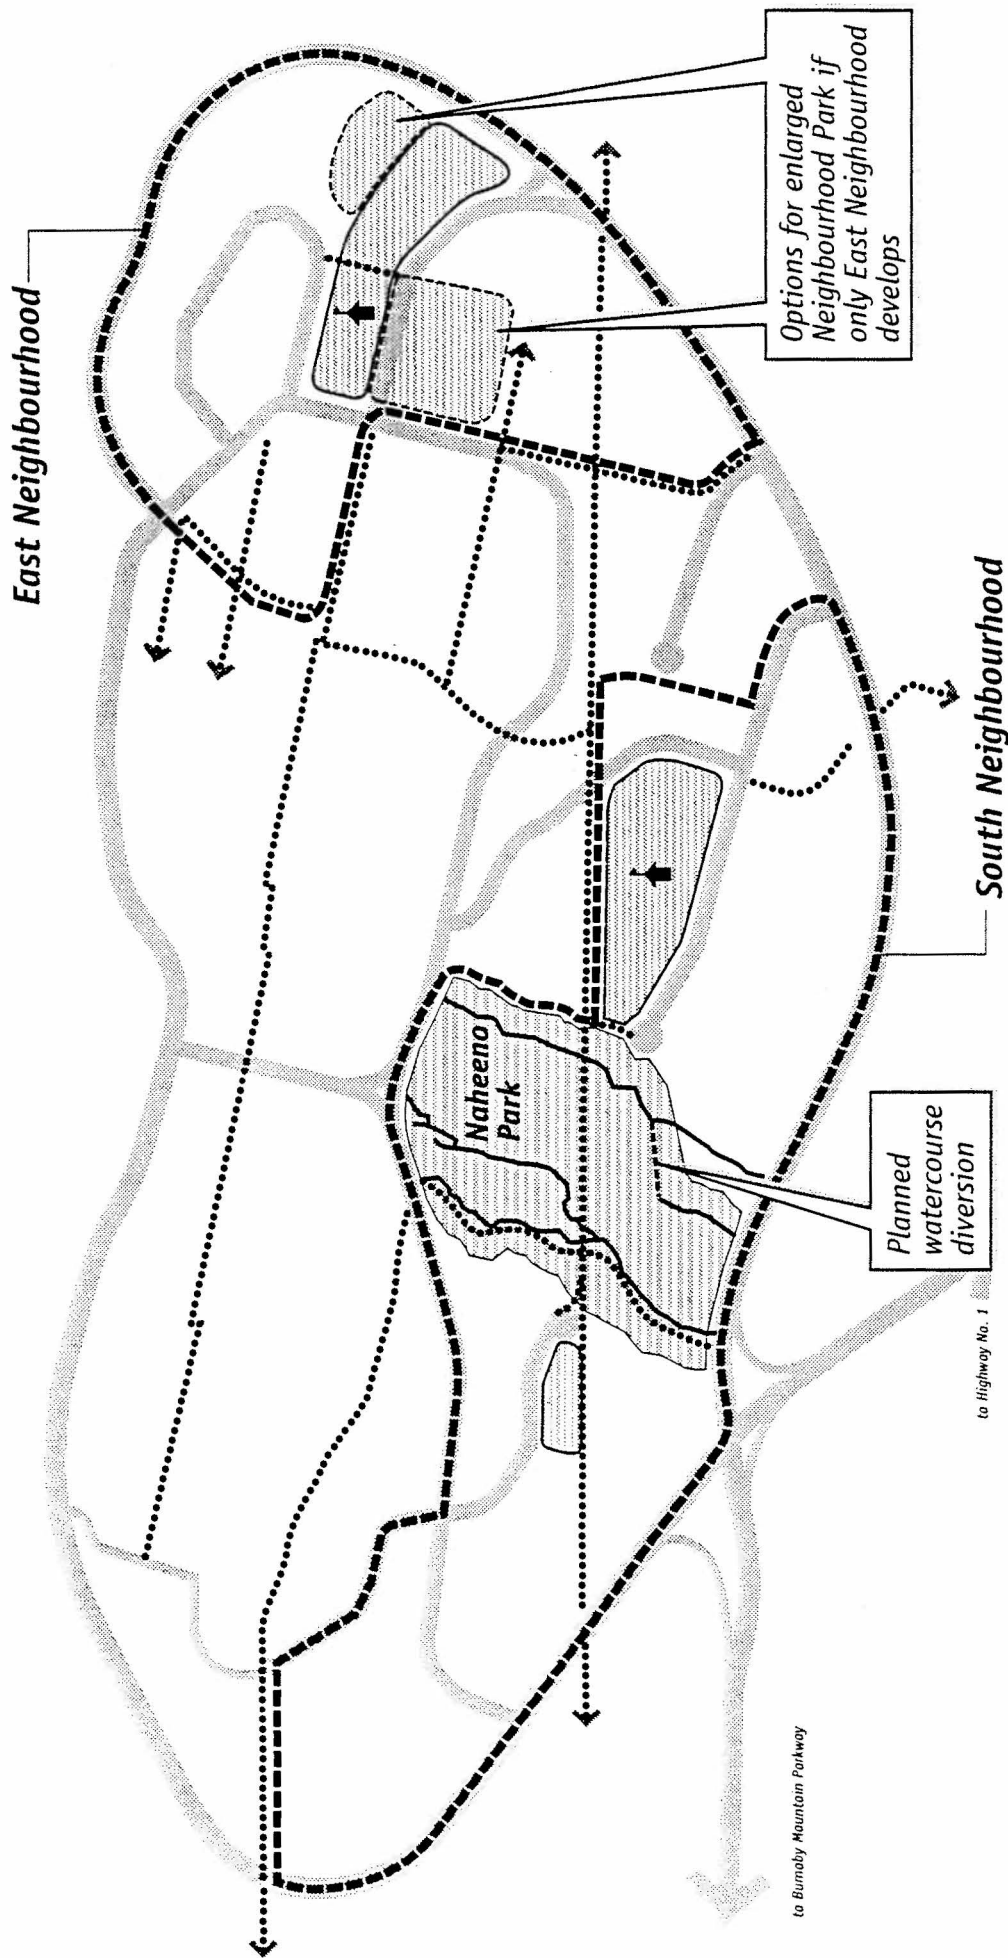 East Neighbourhood
Options for enlarged
Neighbourhood Park if
only East Neighbourhood
develops
South Neighbourhood
Naheeno
Park
Planned
watercourse
diversion
to Highway No. 1
to Burnaby Mountain Parkway